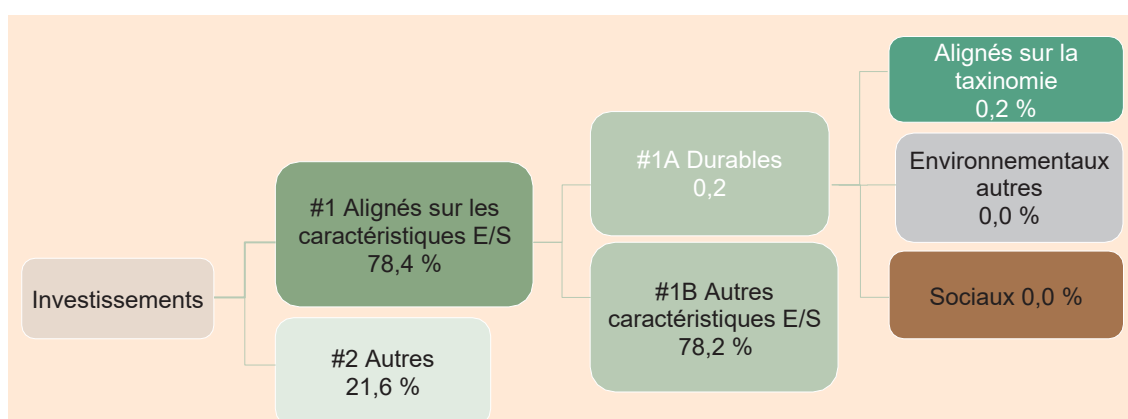 Investissements
#1 Alignés sur les
caractéristiques E/S
78,4 %
#2 Autres
21,6 %
#1A Durables
0,2
#1B Autres
caractéristiques E/S
78,2 %
Alignés sur la
taxinomie
0,2 %
Environnementaux
autres
0,0 %
Sociaux 0,0 %